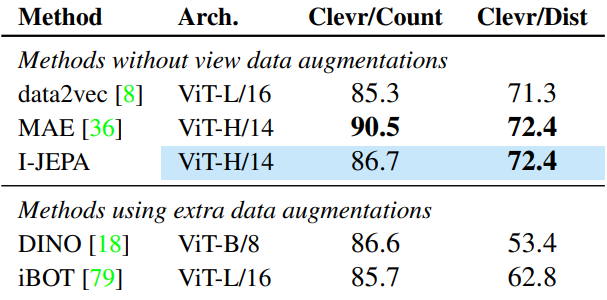 Method Arch. Clevr/Count Clevr/Dist
Methods without view data augmentations
data2vec [8] ViT-L/16 85.3 71.3
MAE [36] ViT-H/14 90.5 72.4
I-JEPA ViT-H/14 86.7 72.4
Methods using extra data augmentations
DINO [18] ViT-B/8 86.6 53.4
iBOT [79] ViT-L/16 85.7 62.8